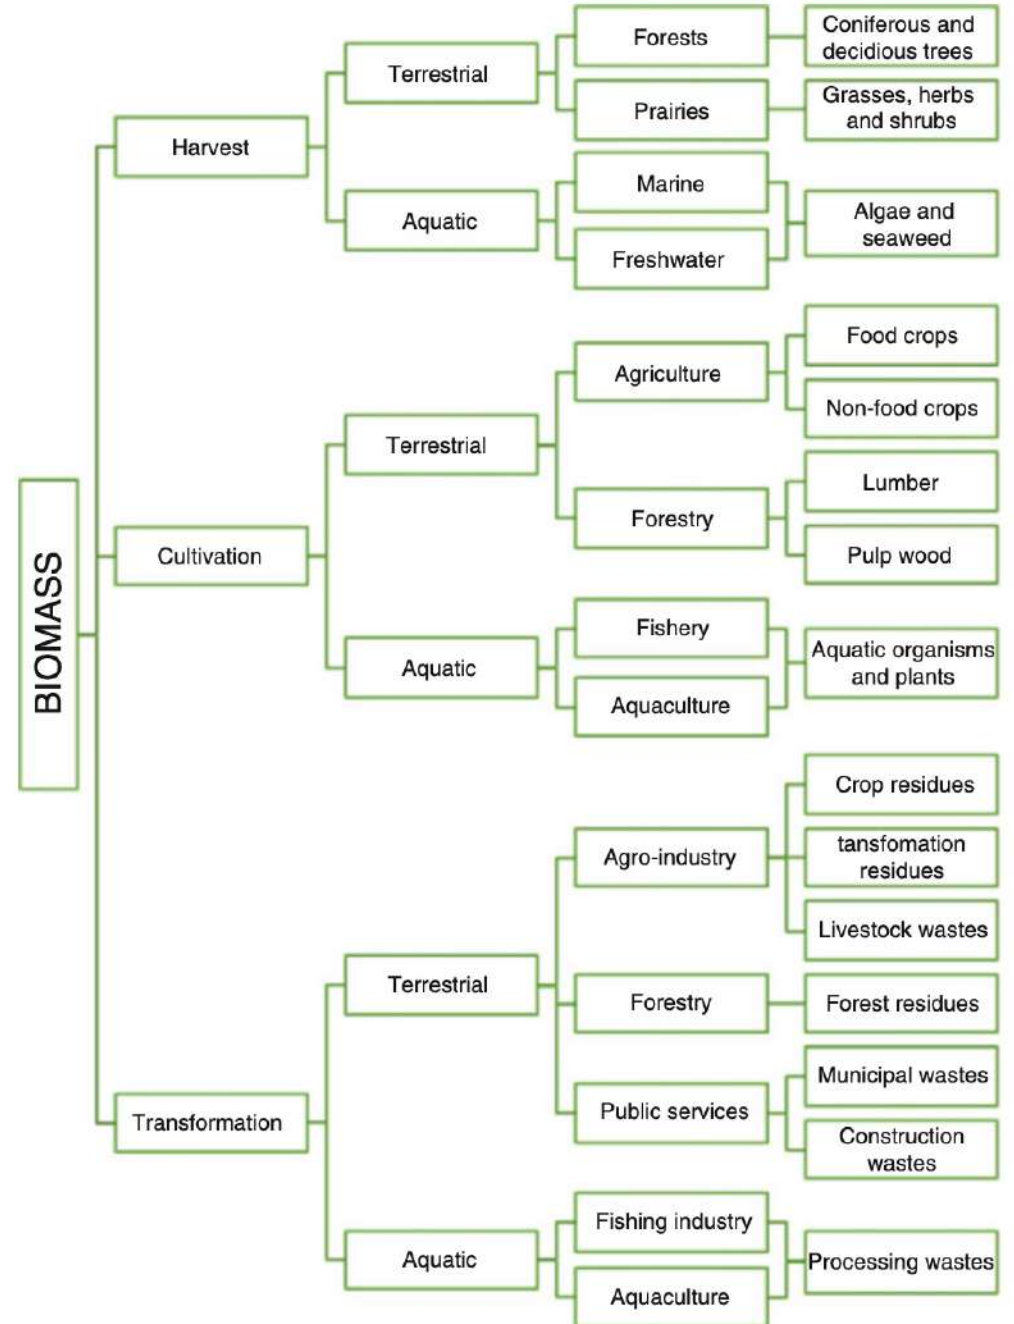 BIOMASS
Harvest
Terrestrial
Forests
Coniferous and
decidious trees
Prairies
Grasses, herbs
and shrubs
Aquatic
Marine
Freshwater
Algae and
seaweed
Cultivation
Terrestrial
Agriculture
Food crops
Non-food crops
Forestry
Lumber
Pulp wood
Aquatic
Fishery
Aquaculture
Aquatic organisms
and plants
Transformation
Terrestrial
Agro-industry
Crop residues
tansfomation
residues
Livestock wastes
Forestry
Forest residues
Public services
Municipal wastes
Construction
wastes
Aquatic
Fishing industry
Aquaculture
Processing wastes